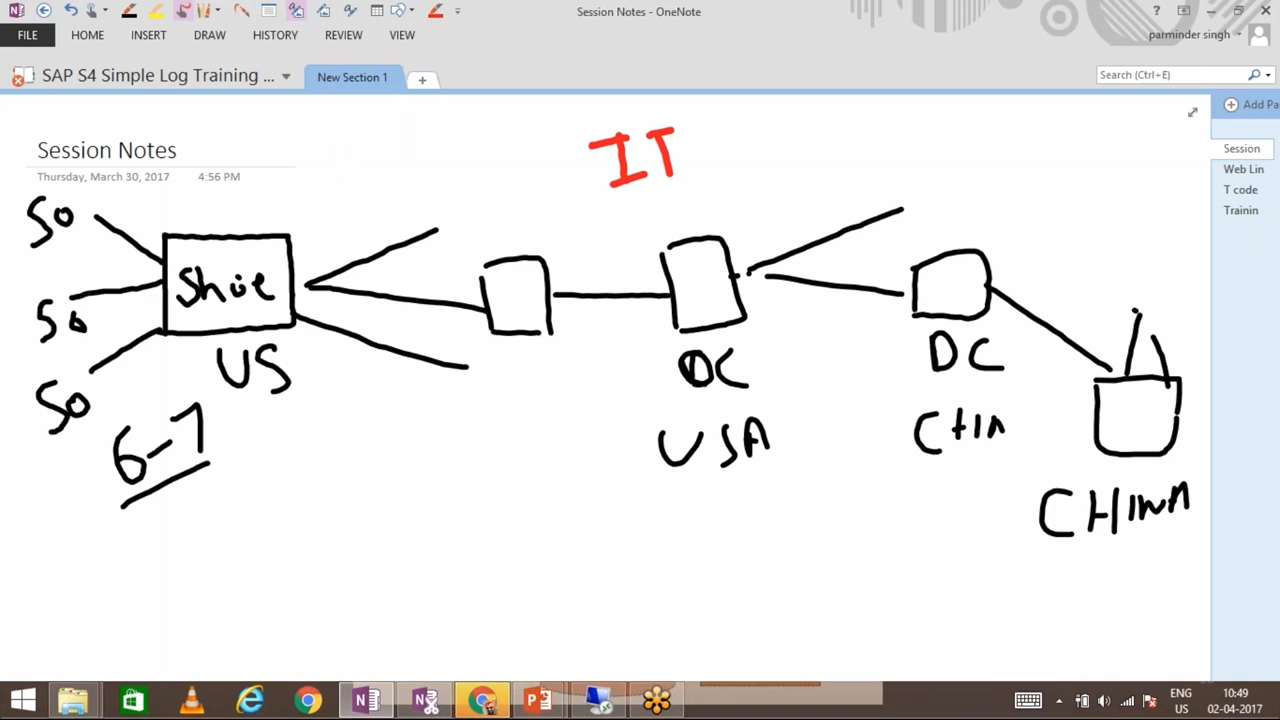 Session Notes - OneNote
?
parminder singh
FILE
HOME
INSERT
DRAW
HISTORY
REVIEW
VIEW
SAP S4 Simple Log Training ...
New Section 1
+
Search (Ctrl+E)
Add Pa
Session Notes
Thursday, March 30, 2017 4:56 PM
Session
Web Lin
T code
Trainin
IT
SO
SO
SO
Shoe
US
6-7
DC
USA
DC
CHIA
CHINA
ENG
US
10:49
02-04-2017